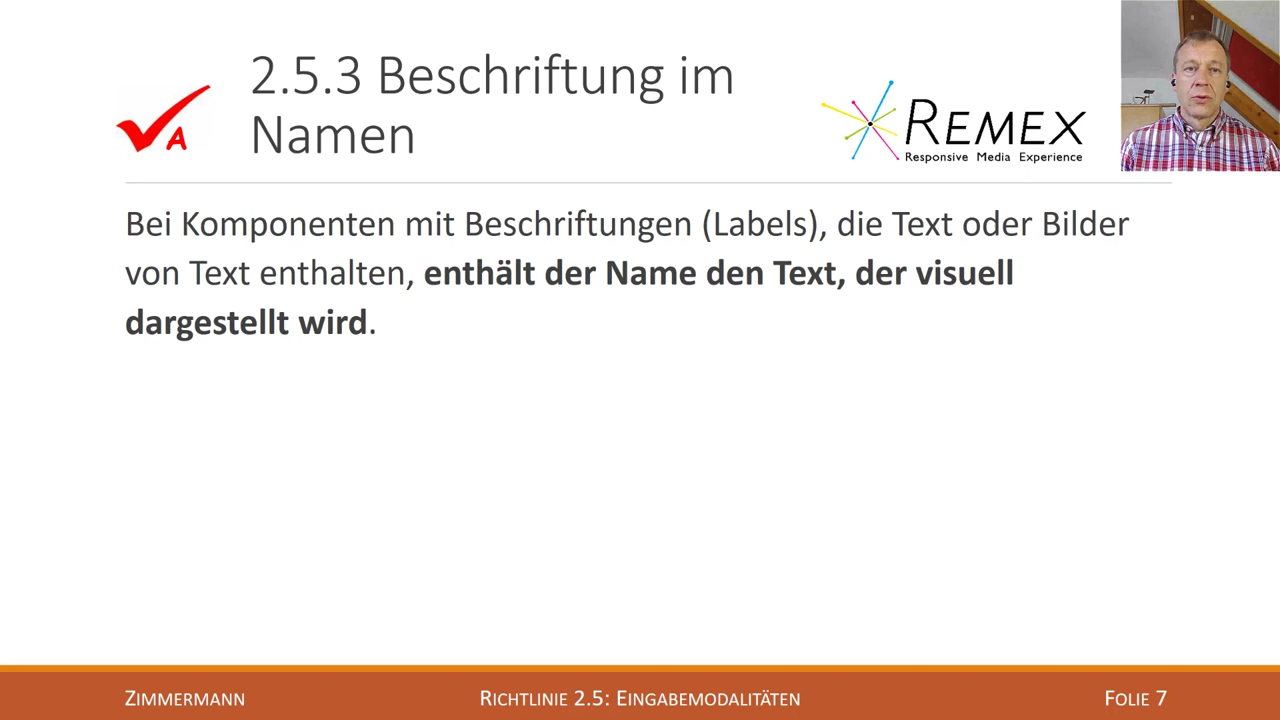 2.5.3 Beschriftung im
Namen
A
REMEX
Responsive Media Experience
Bei Komponenten mit Beschriftungen (Labels), die Text oder Bilder
von Text enthalten, enthält der Name den Text, der visuell
dargestellt wird.
ZIMMERMANN
RICHTLINIE 2.5: EINGABEMODALITÄTEN
FOLIE 7